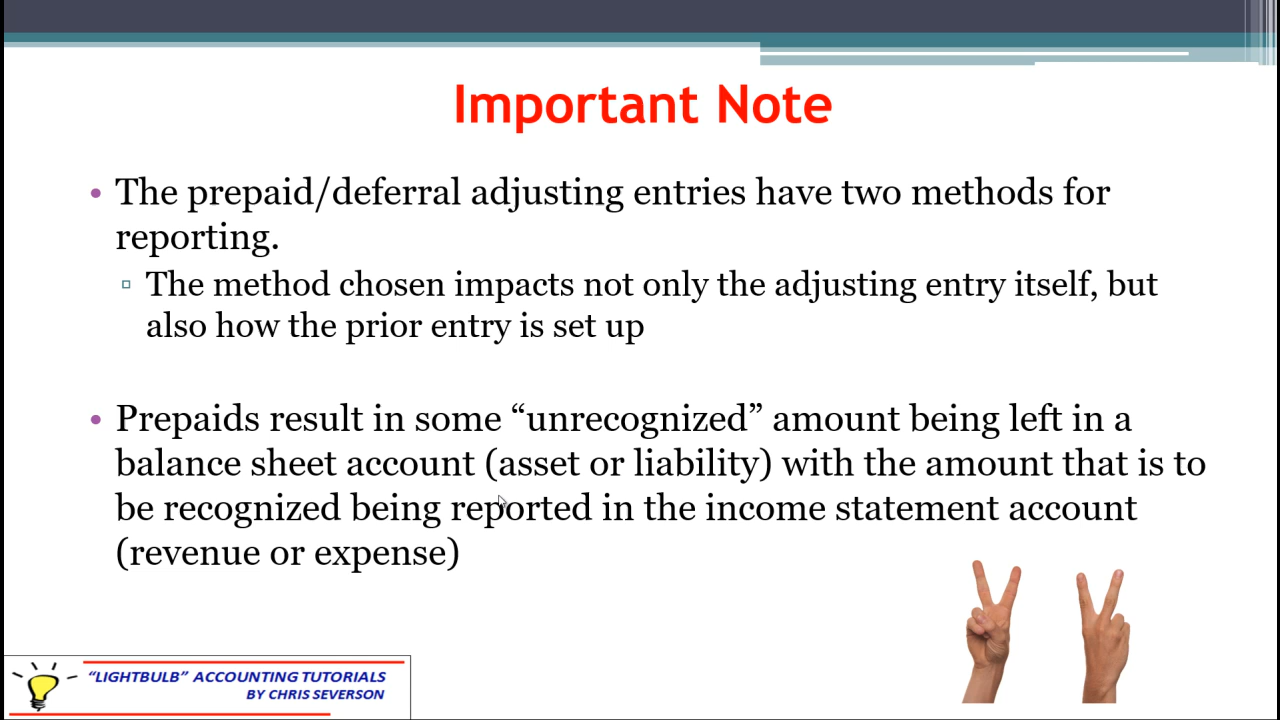 Important Note
• The prepaid/deferral adjusting entries have two methods for
reporting.
▫ The method chosen impacts not only the adjusting entry itself, but
also how the prior entry is set up
• Prepaids result in some “unrecognized” amount being left in a
balance sheet account (asset or liability) with the amount that is to
be recognized being reported in the income statement account
(revenue or expense)
“LIGHTBULB” ACCOUNTING TUTORIALS
BY CHRIS SEVERSON